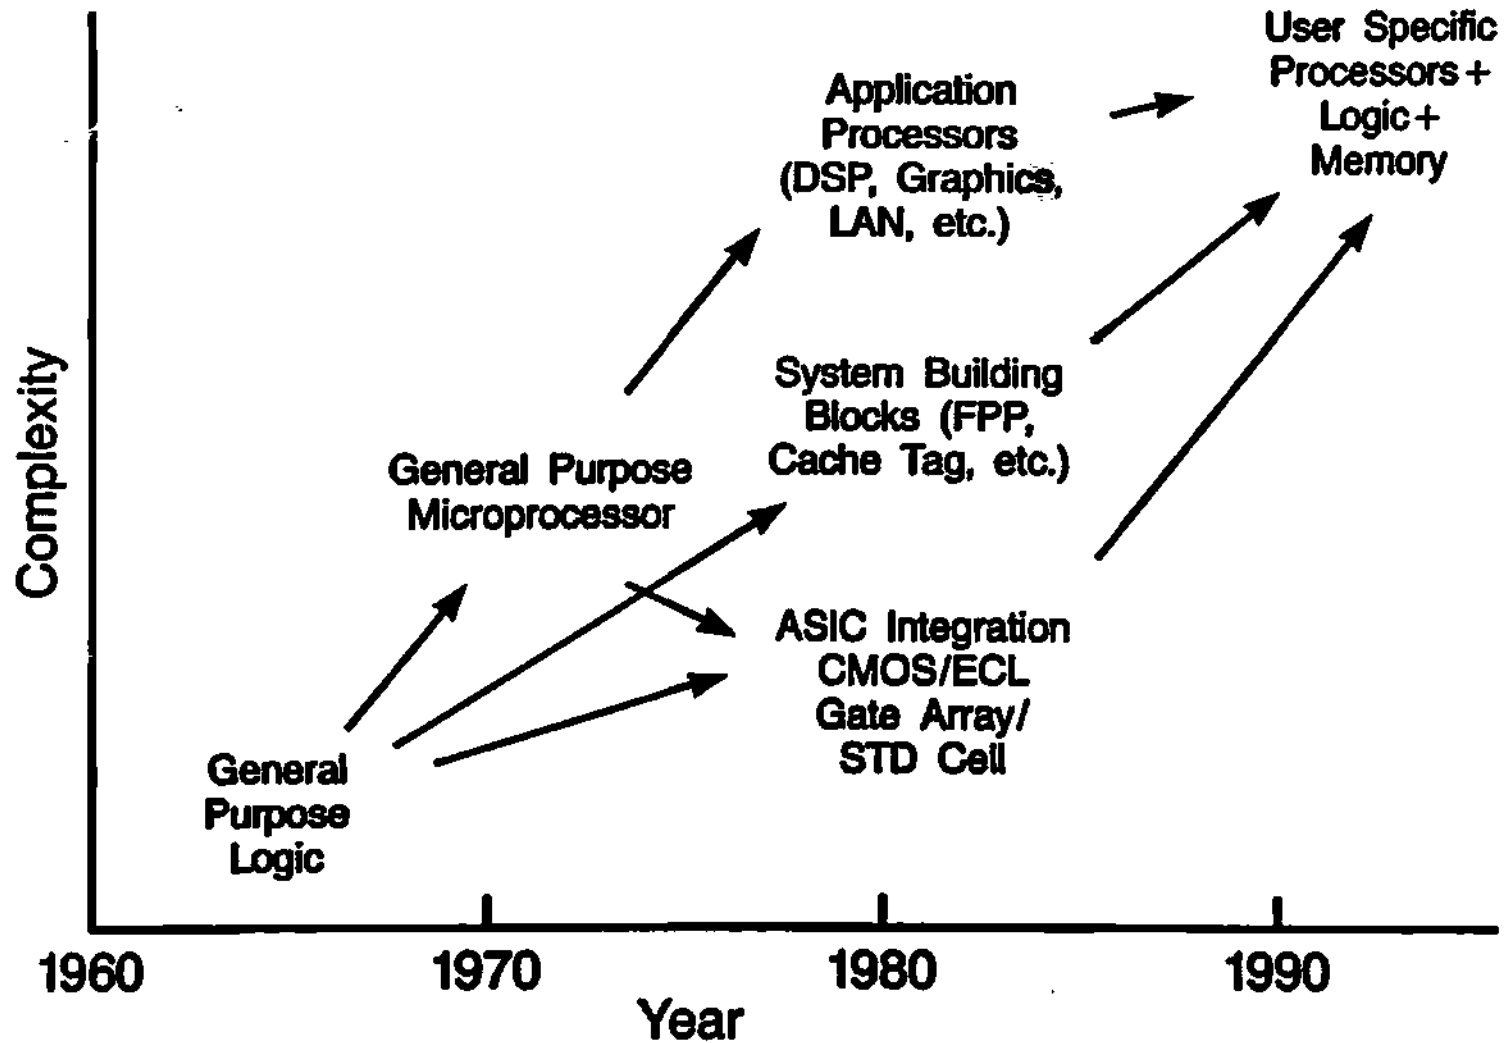 User Specific
Processors+
Logic+
Memory
Application
Processors
(DSP, Graphics,
LAN, etc.)
System Building
Blocks (FPP,
Cache Tag, etc.)
General Purpose
Microprocessor
ASIC Integration
CMOS/ECL
Gate Array/
STD Cell
General
Purpose
Logic
Complexity
1960 1970 1980 1990
Year